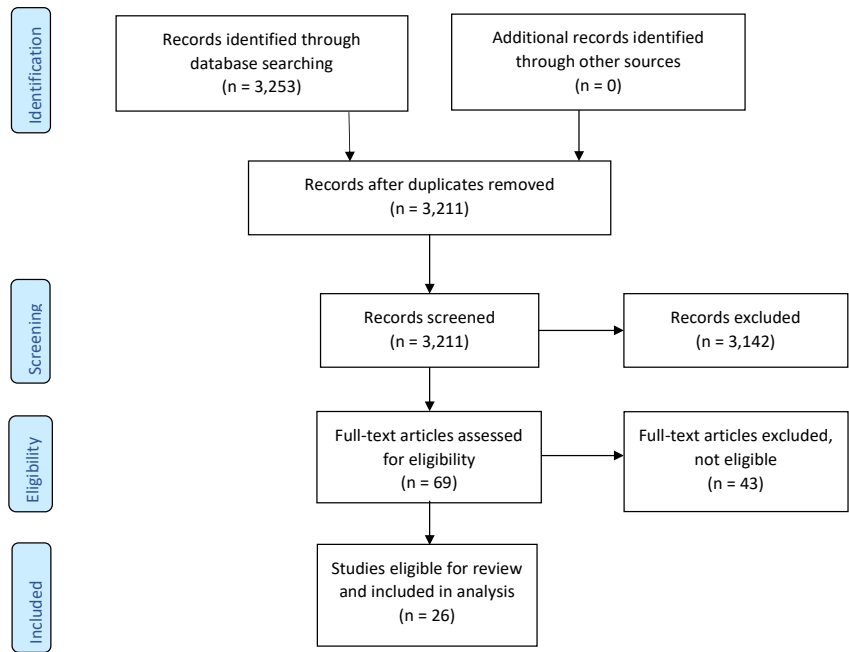 Identification
Records identified through
database searching
(n = 3,253)
Additional records identified
through other sources
(n = 0)
Records after duplicates removed
(n = 3,211)
Screening
Records screened
(n = 3,211)
Records excluded
(n = 3,142)
Eligibility
Full-text articles assessed
for eligibility
(n = 69)
Full-text articles excluded,
not eligible
(n = 43)
Included
Studies eligible for review
and included in analysis
(n = 26)